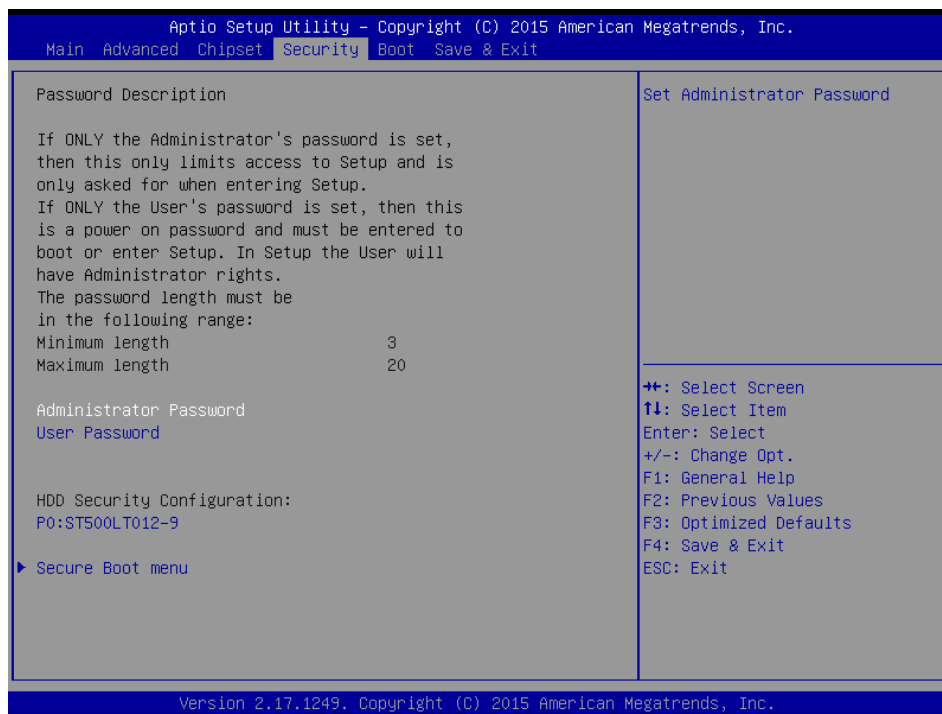 Aptio Setup Utility – Copyright (C) 2015 American Megatrends, Inc.
Main Advanced Chipset Security Boot Save & Exit
Password Description
If ONLY the Administrator's password is set,
then this only limits access to Setup and is
only asked for when entering Setup.
If ONLY the User's password is set, then this
is a power on password and must be entered to
boot or enter Setup. In Setup the User will
have Administrator rights.
The password length must be
in the following range:
Minimum length 3
Maximum length 20
Administrator Password
User Password
HDD Security Configuration:
P0:ST500LT012-9
▶ Secure Boot menu
Set Administrator Password
→←: Select Screen
↑↓: Select Item
Enter: Select
+/-: Change Opt.
F1: General Help
F2: Previous Values
F3: Optimized Defaults
F4: Save & Exit
ESC: Exit
Version 2.17.1249. Copyright (C) 2015 American Megatrends, Inc.